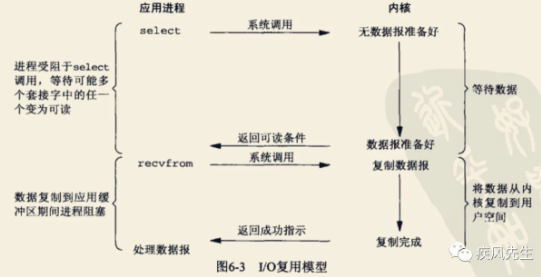 应用进程
内核
select
系统调用
无数据报准备好
进程受阻于select
调用，等待可能多
个套接字中的任一
个变为可读
等待数据
返回可读条件
数据报准备好
recvfrom
系统调用
复制数据报
数据复制到应用缓
冲区期间进程阻塞
将数据从内
核复制到用
户空间
返回成功指示
处理数据报
复制完成
图6-3 I/O复用模型
疾风先生